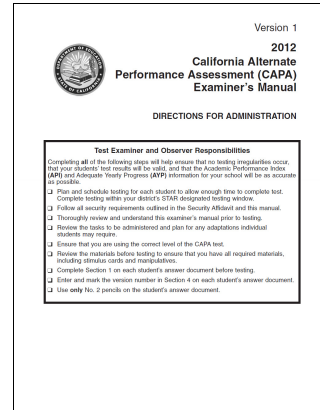 Version 1
2012
California Alternate
Performance Assessment (CAPA)
Examiner's Manual
DEPARTMENT OF EDUCATION
STATE OF CALIFORNIA
DIRECTIONS FOR ADMINISTRATION
Test Examiner and Observer Responsibilities
Completing all of the following steps will help ensure that no testing irregularities occur,
that your students' test results will be valid, and that the Academic Performance Index
(API) and Adequate Yearly Progress (AYP) information for your school will be as accurate
as possible.
❏ Plan and schedule testing for each student to allow enough time to complete test.
Complete testing within your district's STAR designated testing window.
❏ Follow all security requirements outlined in the Security Affidavit and this manual.
❏ Thoroughly review and understand this examiner's manual prior to testing.
❏ Review the tasks to be administered and plan for any adaptations individual
students may require.
❏ Ensure that you are using the correct level of the CAPA test.
❏ Review the materials before testing to ensure that you have all required materials,
including stimulus cards and manipulatives.
❏ Complete Section 1 on each student's answer document before testing.
❏ Enter and mark the version number in Section 4 on each student's answer document.
❏ Use only No. 2 pencils on the student's answer document.